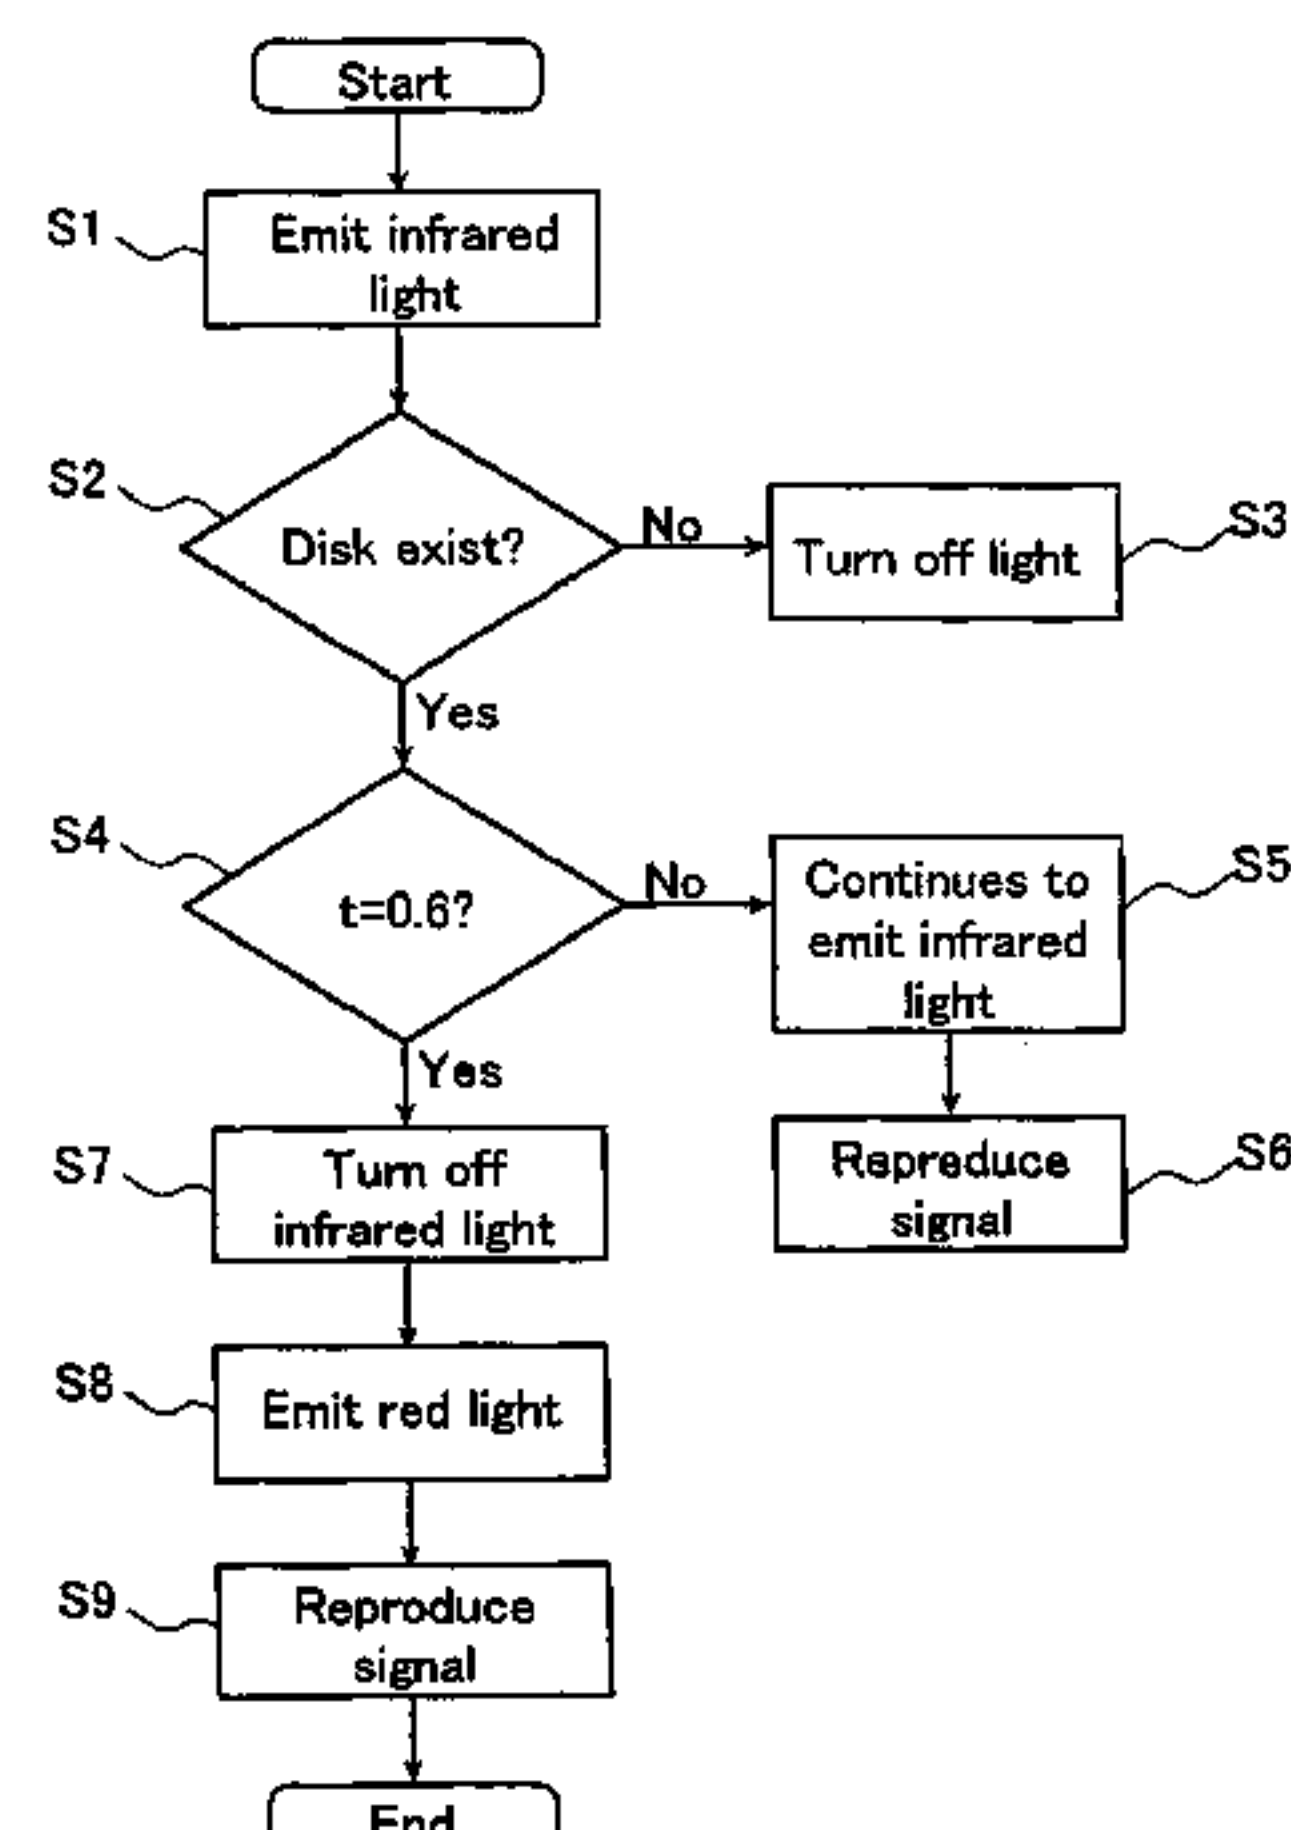 Start
S1
Emit infrared
light
S2
Disk exist?
No
Turn off light
S3
Yes
S4
t=0.6?
No
Continues to
emit infrared
light
S5
Yes
S7
Turn off
infrared light
Repreduce
signal
S6
S8
Emit red light
S9
Reproduce
signal
End